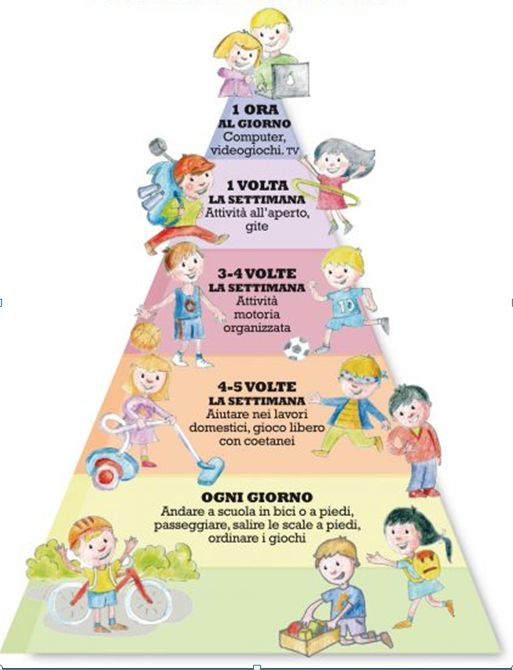 1 ORA
AL GIORNO
Computer,
videogiochi. TV
1 VOLTA
LA SETTIMANA
Attività all'aperto,
gite
3-4 VOLTE
LA SETTIMANA
Attività
motoria
organizzata
10
4-5 VOLTE
LA SETTIMANA
Aiutare nei lavori
domestici, gioco libero
con coetanei
OGNI GIORNO
Andare a scuola in bici o a piedi,
passeggiare, salire le scale a piedi,
ordinare i giochi